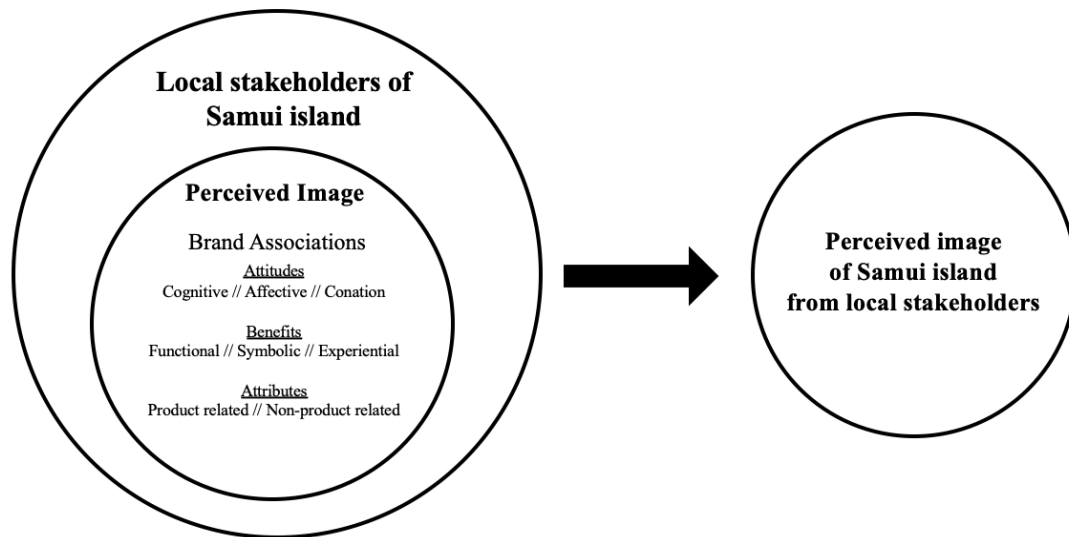 Local stakeholders of
Samui island
Perceived Image
Brand Associations
Attitudes
Cognitive // Affective // Conation
Benefits
Functional // Symbolic // Experiential
Attributes
Product related // Non-product related
Perceived image
of Samui island
from local stakeholders